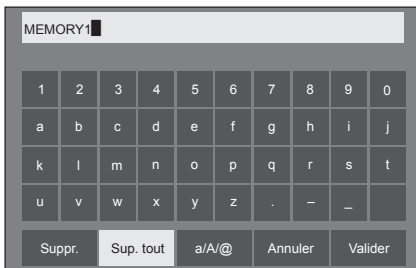 MEMORY1
1 2 3 4 5 6 7 8 9 0
a b c d e f g h i j
k l m n o p q r s t
u v w x y z . – _
Suppr. Sup. tout a/A/@ Annuler Valider